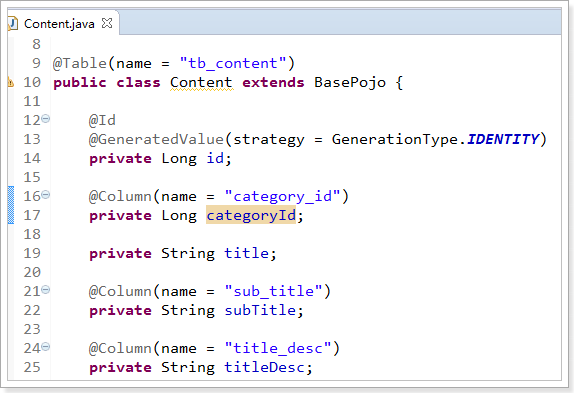 Content.java
8
9 @Table(name = "tb_content")
10 public class Content extends BasePojo {
11
12 @Id
13 @GeneratedValue(strategy = GenerationType.IDENTITY)
14 private Long id;
15
16 @Column(name = "category_id")
17 private Long categoryId;
18
19 private String title;
20
21 @Column(name = "sub_title")
22 private String subTitle;
23
24 @Column(name = "title_desc")
25 private String titleDesc;